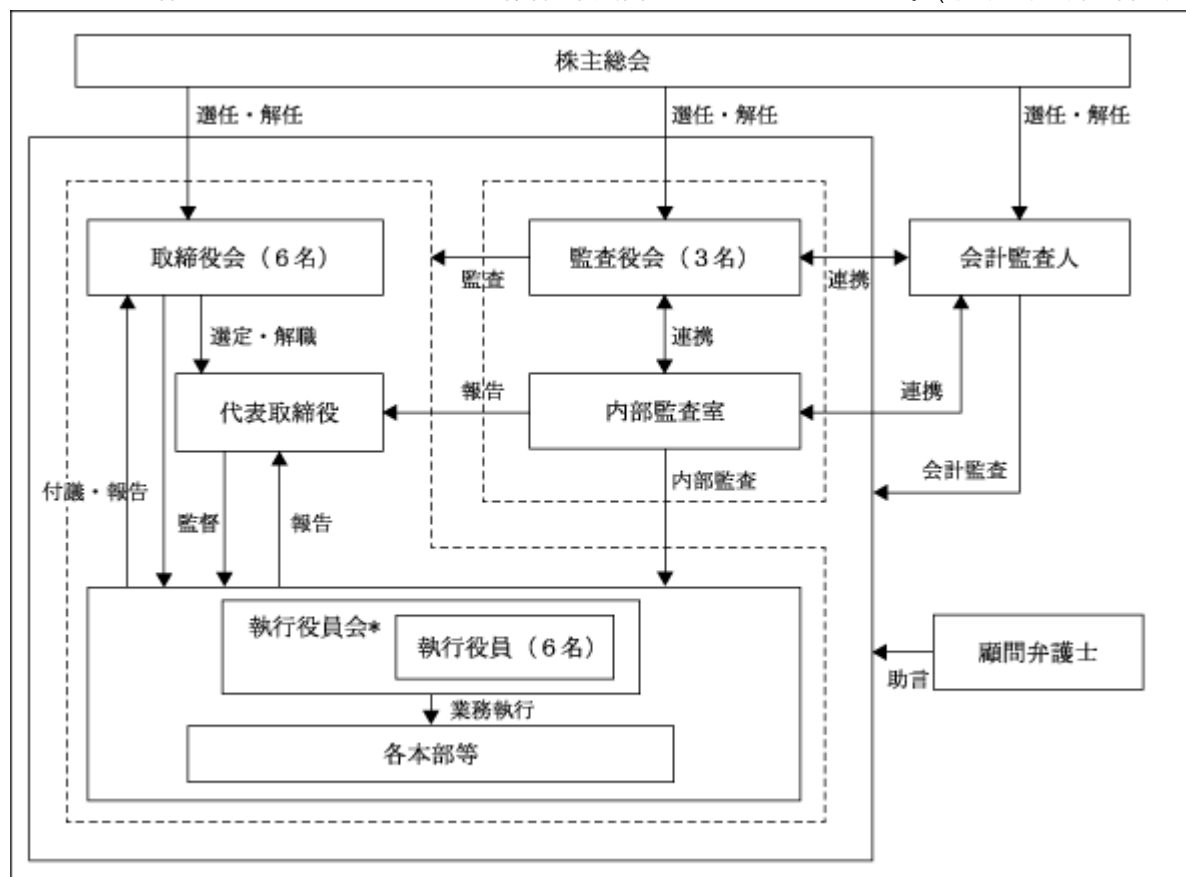 株主総会
選任・解任
選任・解任
選任・解任
取締役会（6名）
監査
監査役会（3名）
連携
会計監査人
選定・解職
連携
代表取締役
報告
内部監査室
連携
付議・報告
監督
報告
内部監査
会計監査
執行役員会*
執行役員（6名）
業務執行
各本部等
顧問弁護士
助言